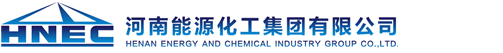 HNEC
河南能源化工集团有限公司
HENAN ENERGY AND CHEMICAL INDUSTRY GROUP CO.,LTD.